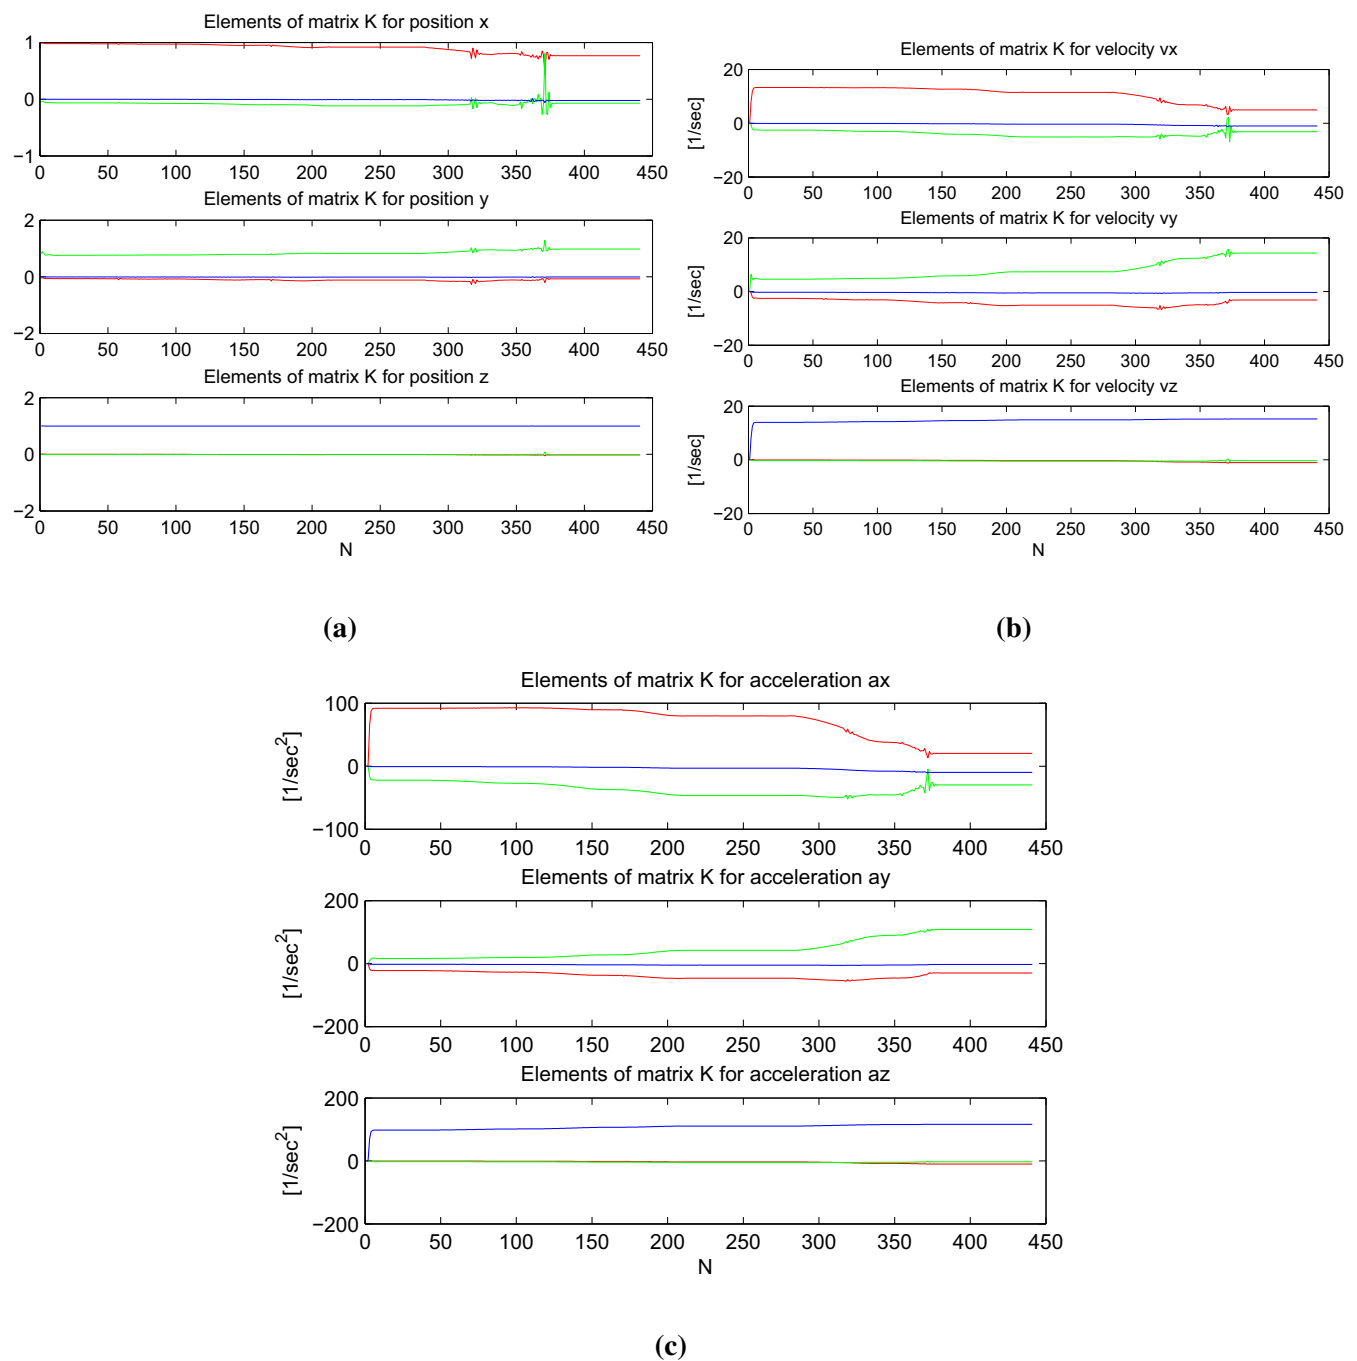 Elements of matrix K for position x
1
0
−1
0 50 100 150 200 250 300 350 400 450
Elements of matrix K for position y
2
0
−2
0 50 100 150 200 250 300 350 400 450
Elements of matrix K for position z
2
0
−2
0 50 100 150 200 250 300 350 400 450
N
(a)
Elements of matrix K for velocity vx
[1/sec]
20
0
−20
0 50 100 150 200 250 300 350 400 450
Elements of matrix K for velocity vy
[1/sec]
20
0
−20
0 50 100 150 200 250 300 350 400 450
Elements of matrix K for velocity vz
[1/sec]
20
0
−20
0 50 100 150 200 250 300 350 400 450
N
(b)
Elements of matrix K for acceleration ax
[1/sec²]
100
0
−100
0 50 100 150 200 250 300 350 400 450
Elements of matrix K for acceleration ay
[1/sec²]
200
0
−200
0 50 100 150 200 250 300 350 400 450
Elements of matrix K for acceleration az
[1/sec²]
200
0
−200
0 50 100 150 200 250 300 350 400 450
N
(c)